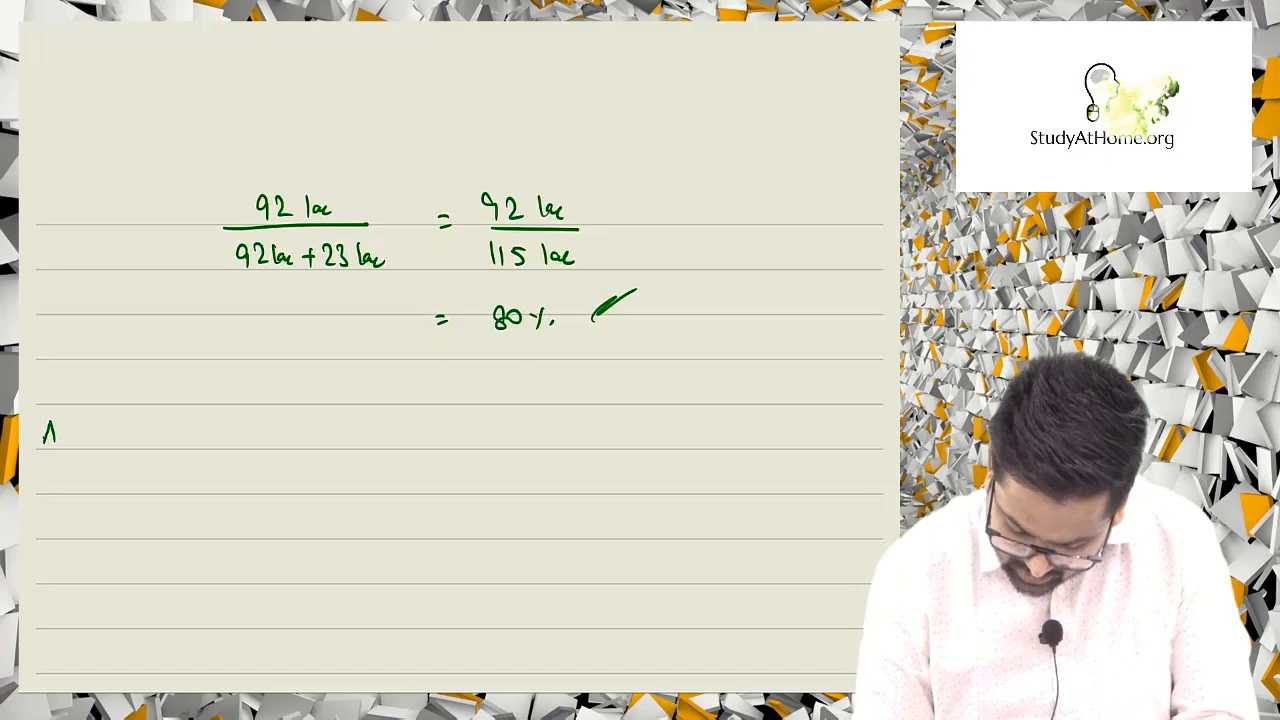 StudyAtHome.org
92 lac = 92 lac
92 lac + 23 lac 115 lac
= 80%.